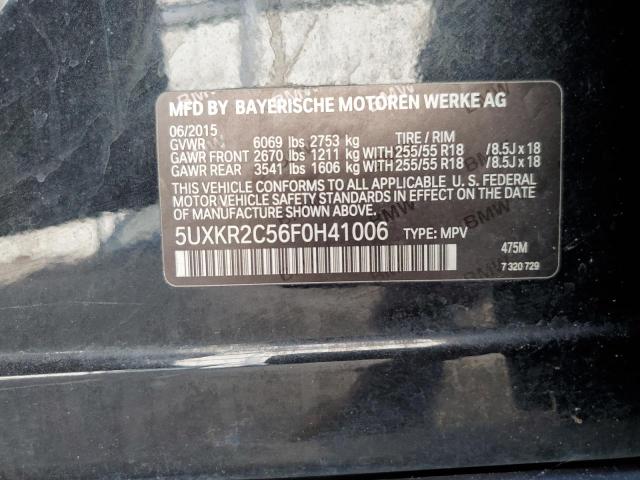 MFD BY BAYERISCHE MOTOREN WERKE AG
06/2015
GVWR 6069 lbs 2753 kg TIRE / RIM
GAWR FRONT 2670 lbs 1211 kg WITH 255/55 R18 /8.5J x 18
GAWR REAR 3541 lbs 1606 kg WITH 255/55 R18 /8.5J x 18
THIS VEHICLE CONFORMS TO ALL APPLICABLE U. S. FEDERAL
MOTOR VEHICLE SAFETY STANDARDS IN EFFECT ON THE DATE
OF MANUFACTURE SHOWN ABOVE.
5UXKR2C56F0H41006 TYPE: MPV
475M
7 320 729